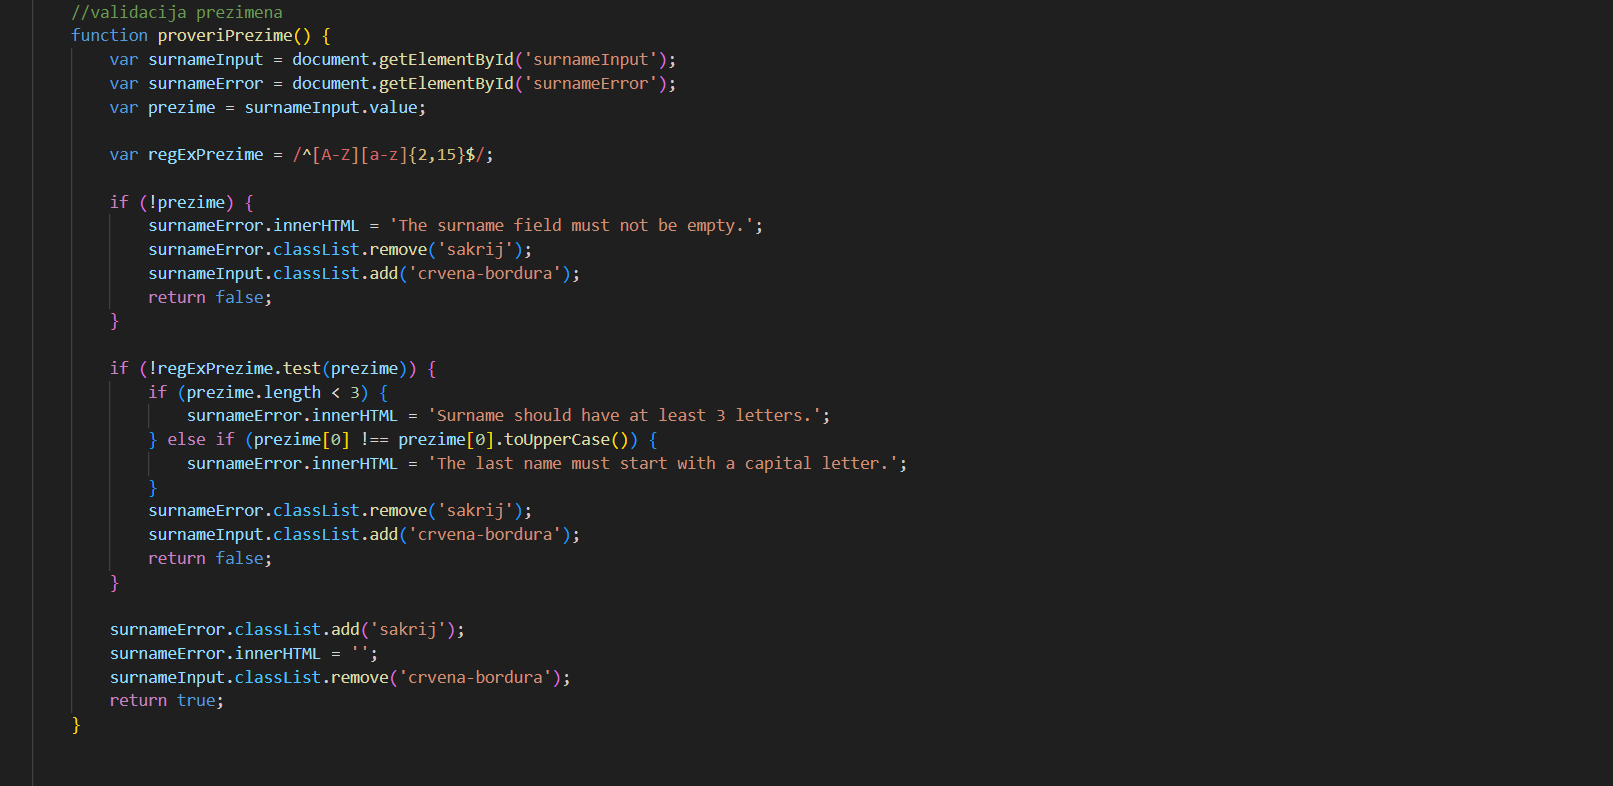 //validacija prezimena
function proveriPrezime() {
    var surnameInput = document.getElementById('surnameInput');
    var surnameError = document.getElementById('surnameError');
    var prezime = surnameInput.value;

    var regExPrezime = /^[A-Z][a-z]{2,15}$/;

    if (!prezime) {
        surnameError.innerHTML = 'The surname field must not be empty.';
        surnameError.classList.remove('sakrij');
        surnameInput.classList.add('crvena-bordura');
        return false;
    }

    if (!regExPrezime.test(prezime)) {
        if (prezime.length < 3) {
            surnameError.innerHTML = 'Surname should have at least 3 letters.';
        } else if (prezime[0] !== prezime[0].toUpperCase()) {
            surnameError.innerHTML = 'The last name must start with a capital letter.';
        }
        surnameError.classList.remove('sakrij');
        surnameInput.classList.add('crvena-bordura');
        return false;
    }

    surnameError.classList.add('sakrij');
    surnameError.innerHTML = '';
    surnameInput.classList.remove('crvena-bordura');
    return true;
}